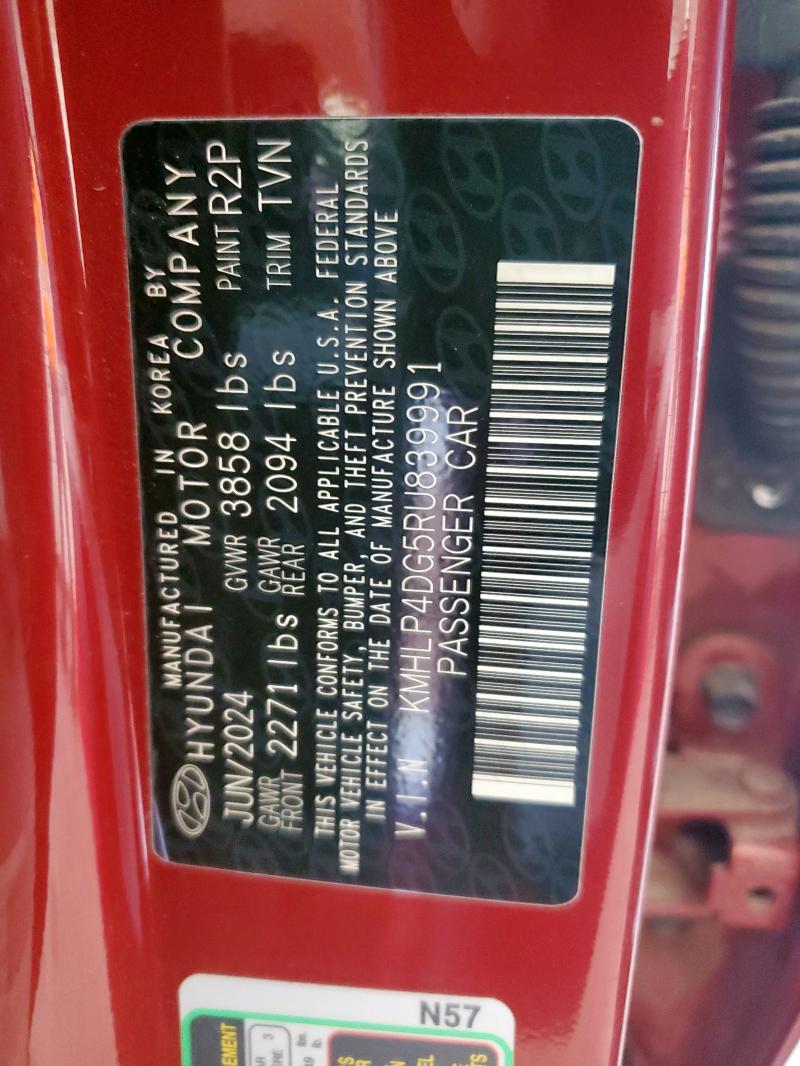 MANUFACTURED IN KOREA BY
HYUNDAI MOTOR COMPANY
JUN/2024 GVWR 3858 lbs PAINT R2P
GAWR FRONT 2271 lbs GAWR REAR 2094 lbs TRIM TVN
THIS VEHICLE CONFORMS TO ALL APPLICABLE U.S.A. FEDERAL
MOTOR VEHICLE SAFETY, BUMPER, AND THEFT PREVENTION STANDARDS
IN EFFECT ON THE DATE OF MANUFACTURE SHOWN ABOVE
V.I.N KMHLP4DG5RU839991
PASSENGER CAR
N57